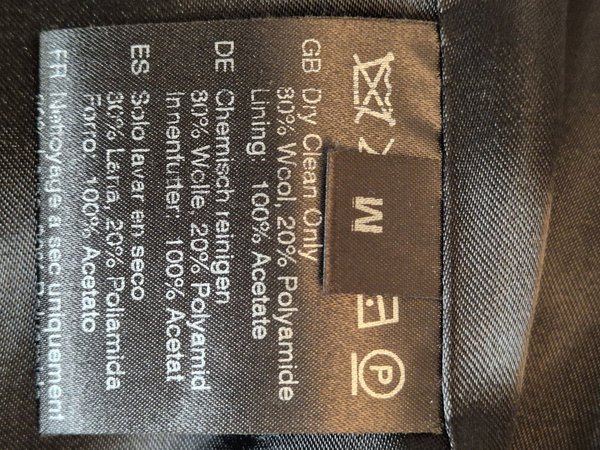 M
P
GB Dry Clean Only
80% Wool, 20% Polyamide
Lining: 100% Acetate
DE Chemisch reinigen
80% Wolle, 20% Polyamid
Innenfutter: 100% Acetat
ES Solo lavar en seco
80% Lana, 20% Poliamida
Forro: 100% Acetato
FR Nettoyage a sec uniquement